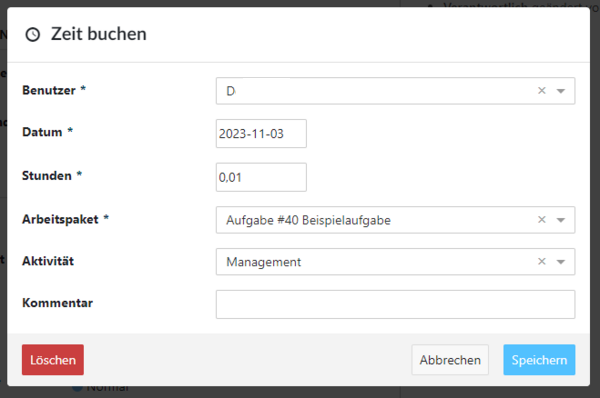 Zeit buchen
Benutzer *
D
Datum *
2023-11-03
Stunden *
0,01
Arbeitspaket *
Aufgabe #40 Beispielaufgabe
Aktivität
Management
Kommentar
Löschen
Abbrechen
Speichern
Normal